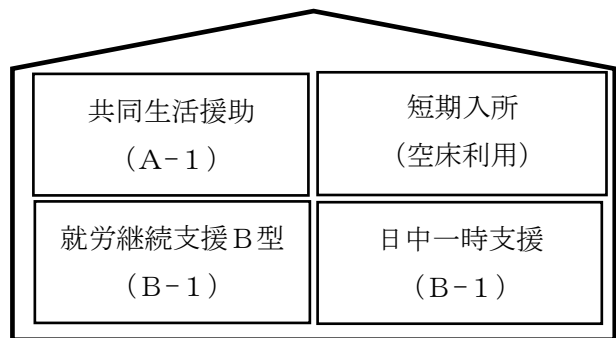 共同生活援助
（Ａ-１）
短期入所
（空床利用）
就労継続支援Ｂ型
（Ｂ-１）
日中一時支援
（Ｂ-１）